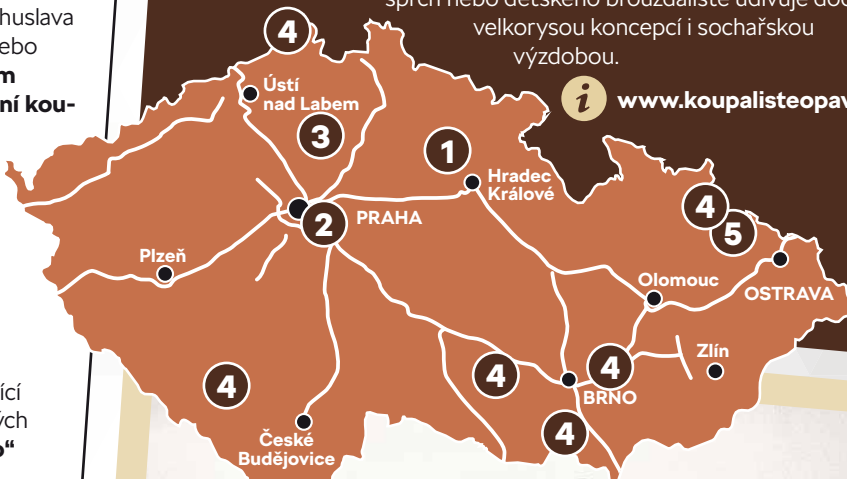 huslava
ebo
m
ní kou-
velkorysou koncepcí i sochařskou
výzdobou.
i www.koupalisteopav
4
Ústí
nad Labem
3
1
Hradec
Králové
2
PRAHA
4
5
Plzeň
Olomouc
OSTRAVA
Zlín
4
4
4
BRNO
4
České
Budějovice
ící
ých
o“